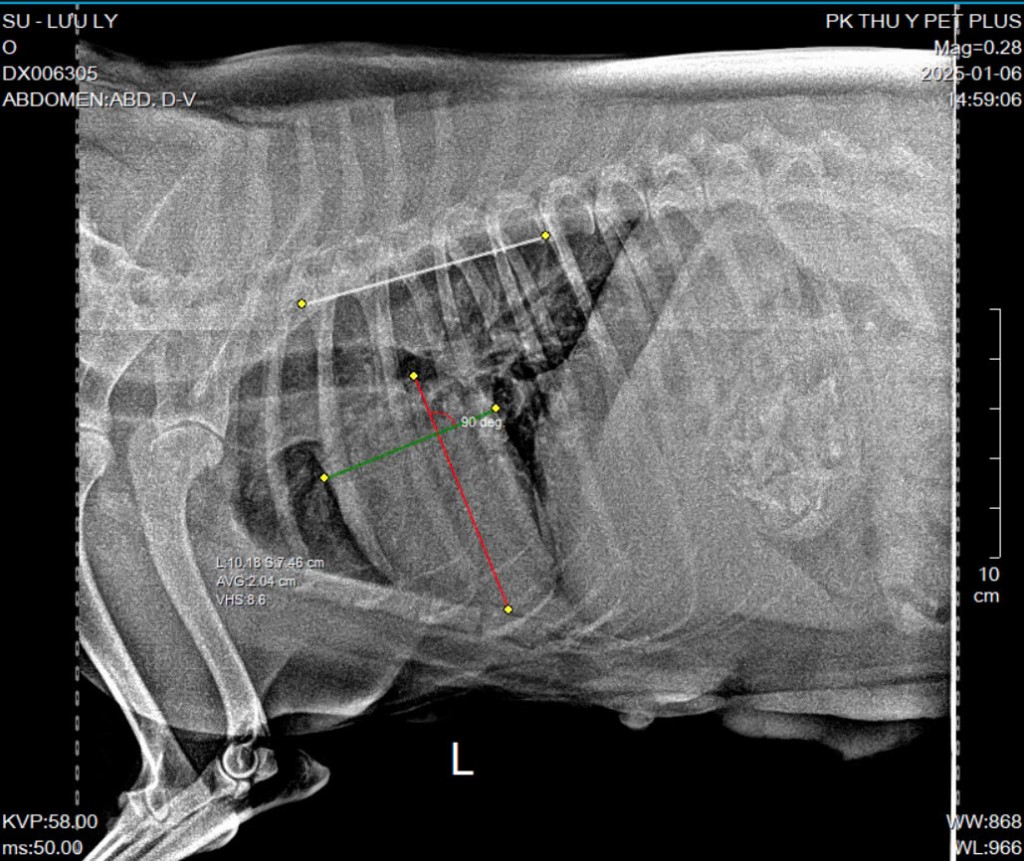 SU - LƯU LY
O
DX006305
ABDOMEN:ABD, D-V
PK THU Y PET PLUS
Mag=0.28
2025-01-06
14:59:06
90 deg
L:10.18 S:7.46 cm
AVG:2.04 cm
VHS:8.6
10
cm
L
KVP:58.00
ms:50.00
WW:868
WL:966